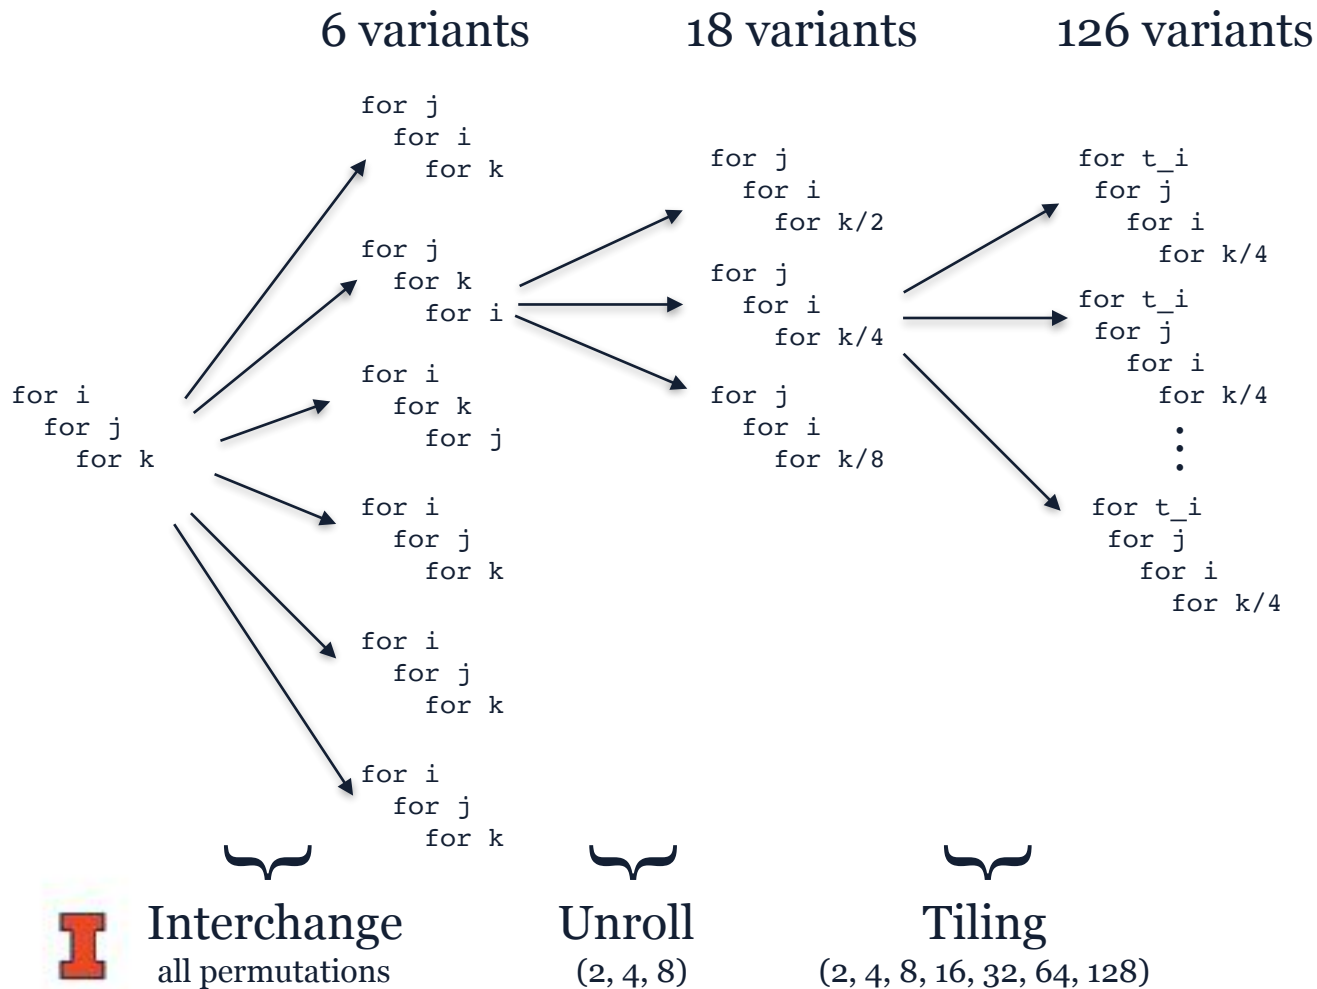 6 variants
18 variants
126 variants
for i
for j
for k
for j
for i
for k
for j
for k
for i
for i
for k
for j
for i
for j
for k
for i
for j
for k
for i
for j
for k
for j
for i
for k/2
for j
for i
for k/4
for j
for i
for k/8
for t_i
for j
for i
for k/4
for t_i
for j
for i
for k/4
for t_i
for j
for i
for k/4
Interchange
all permutations
Unroll
(2, 4, 8)
Tiling
(2, 4, 8, 16, 32, 64, 128)
I